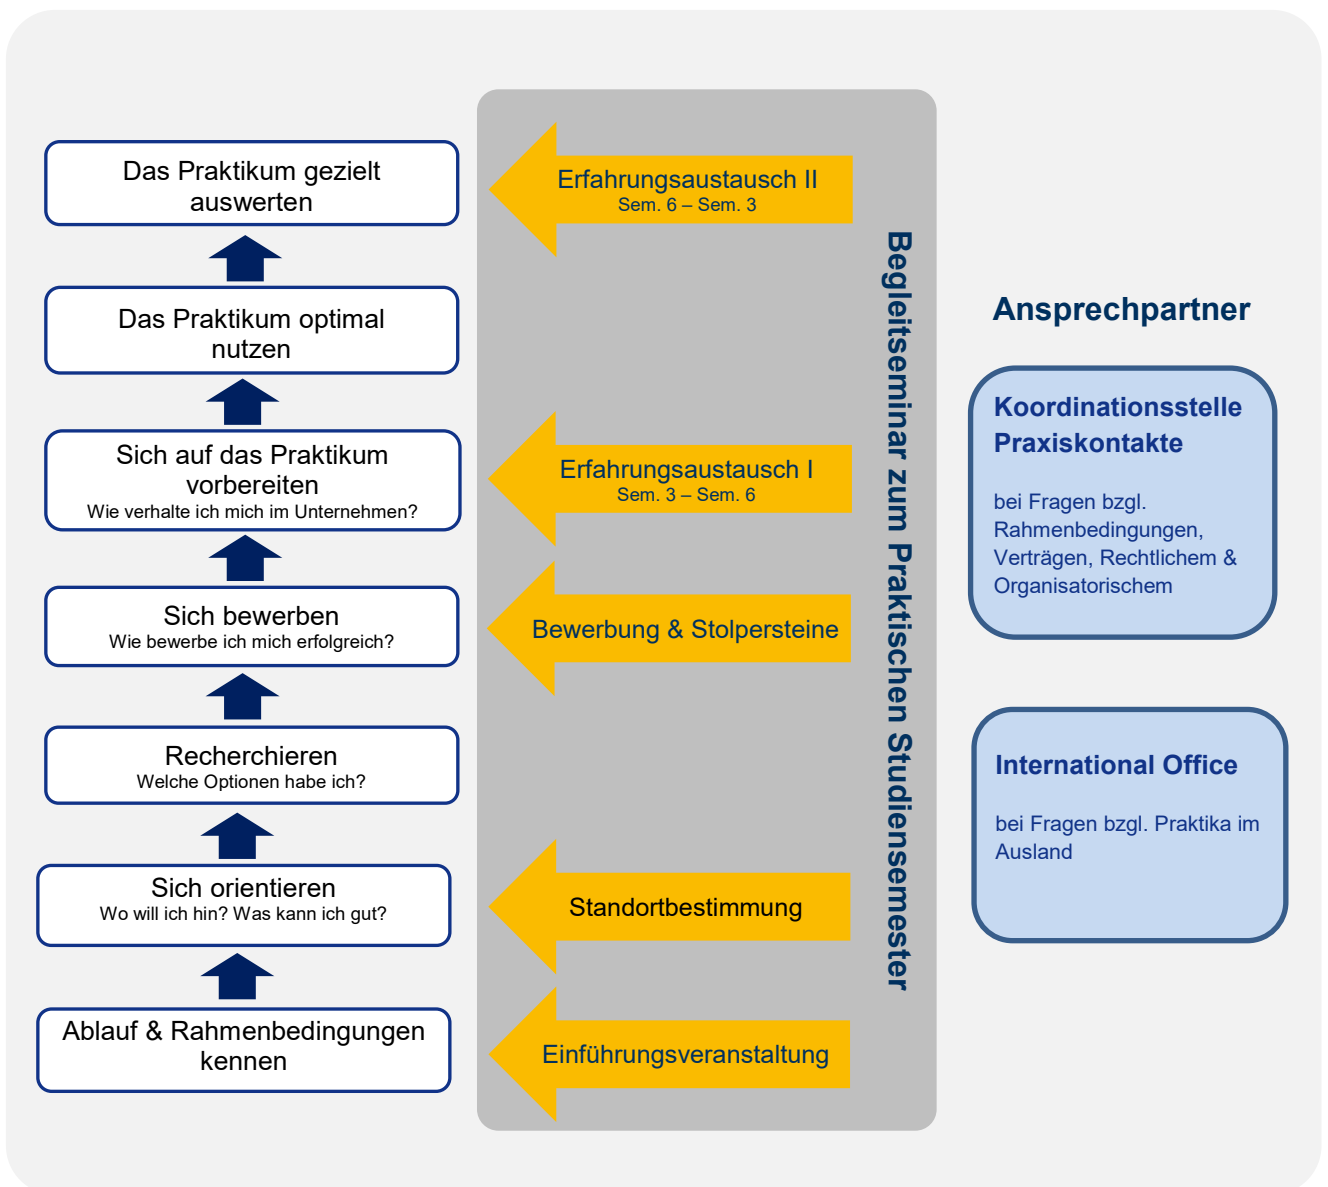 Das Praktikum gezielt
auswerten
Das Praktikum optimal
nutzen
Sich auf das Praktikum
vorbereiten
Wie verhalte ich mich im Unternehmen?
Sich bewerben
Wie bewerbe ich mich erfolgreich?
Recherchieren
Welche Optionen habe ich?
Sich orientieren
Wo will ich hin? Was kann ich gut?
Ablauf & Rahmenbedingungen
kennen
Erfahrungsaustausch II
Sem. 6 – Sem. 3
Erfahrungsaustausch I
Sem. 3 – Sem. 6
Bewerbung & Stolpersteine
Standortbestimmung
Einführungsveranstaltung
Begleitseminar zum Praktischen Studiensemester
Ansprechpartner
Koordinationsstelle
Praxiskontakte
bei Fragen bzgl.
Rahmenbedingungen,
Verträgen, Rechtlichem &
Organisatorischem
International Office
bei Fragen bzgl. Praktika im
Ausland